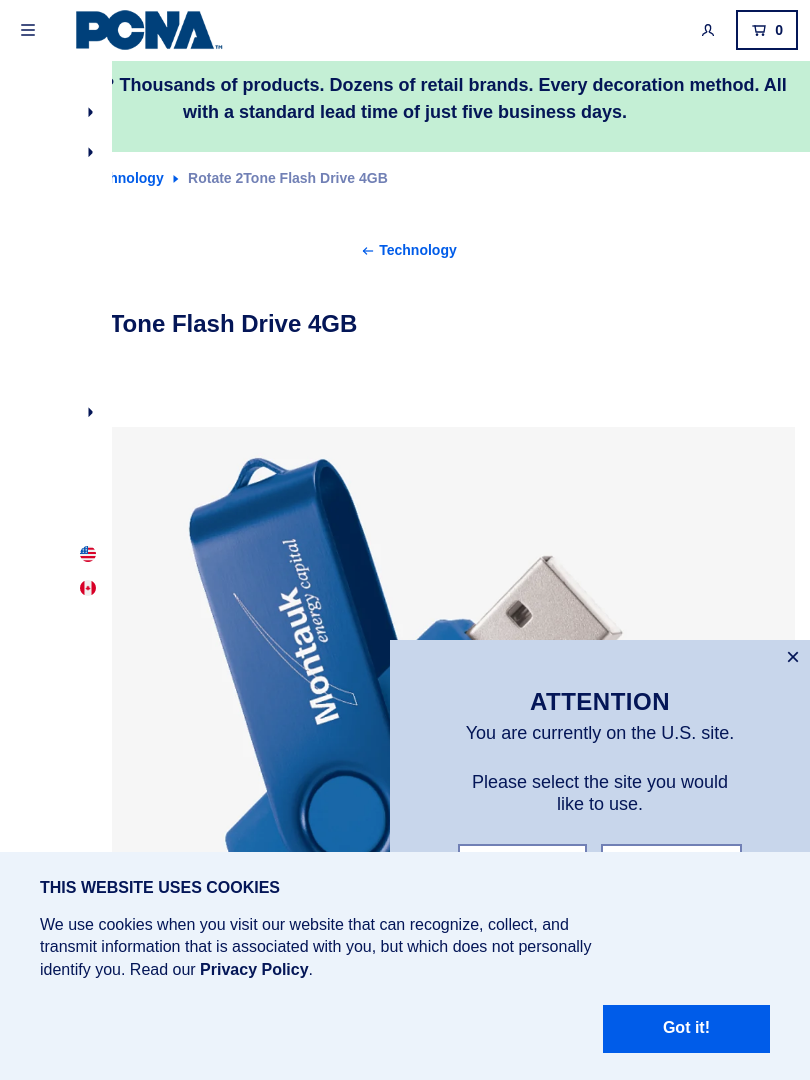 PCNA™
0
? Thousands of products. Dozens of retail brands. Every decoration method. All
with a standard lead time of just five business days.
hnology Rotate 2Tone Flash Drive 4GB
← Technology
Tone Flash Drive 4GB
Montauk
energy capital
ATTENTION
You are currently on the U.S. site.
Please select the site you would
like to use.
THIS WEBSITE USES COOKIES
We use cookies when you visit our website that can recognize, collect, and
transmit information that is associated with you, but which does not personally
identify you. Read our Privacy Policy.
Got it!